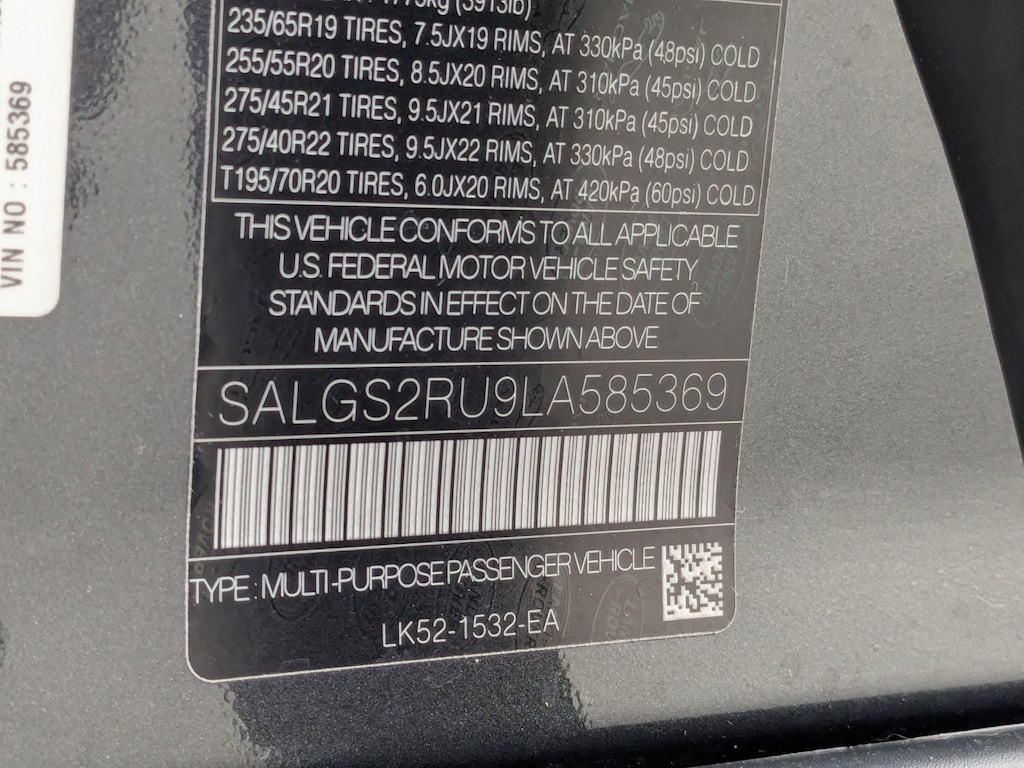 VIN NO : 585369
(3913lb)
235/65R19 TIRES, 7.5JX19 RIMS, AT 330kPa (48psi) COLD
255/55R20 TIRES, 8.5JX20 RIMS, AT 310kPa (45psi) COLD
275/45R21 TIRES, 9.5JX21 RIMS, AT 310kPa (45psi) COLD
275/40R22 TIRES, 9.5JX22 RIMS, AT 330kPa (48psi) COLD
T195/70R20 TIRES, 6.0JX20 RIMS, AT 420kPa (60psi) COLD
THIS VEHICLE CONFORMS TO ALL APPLICABLE
U.S. FEDERAL MOTOR VEHICLE SAFETY
STANDARDS IN EFFECT ON THE DATE OF
MANUFACTURE SHOWN ABOVE
SALGS2RU9LA585369
TYPE : MULTI-PURPOSE PASSENGER VEHICLE
LK52-1532-EA